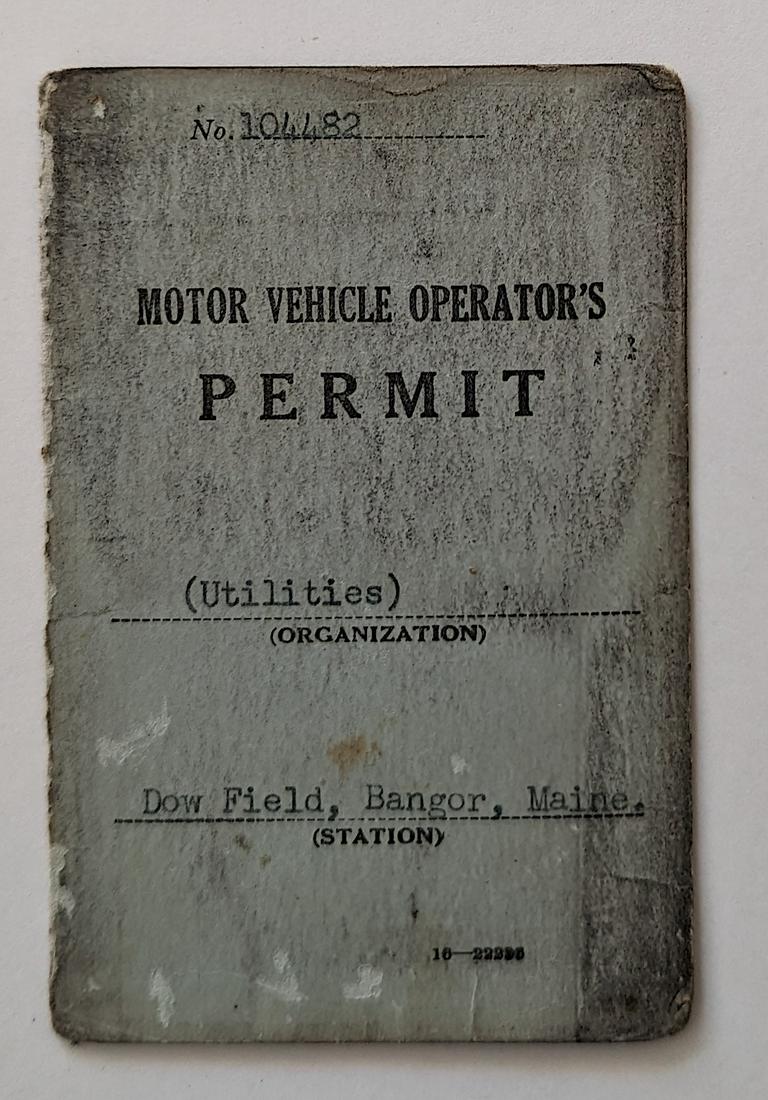 No. 104482
MOTOR VEHICLE OPERATOR'S
PERMIT
(Utilities)
(ORGANIZATION)
Dow Field, Bangor, Maine.
(STATION)